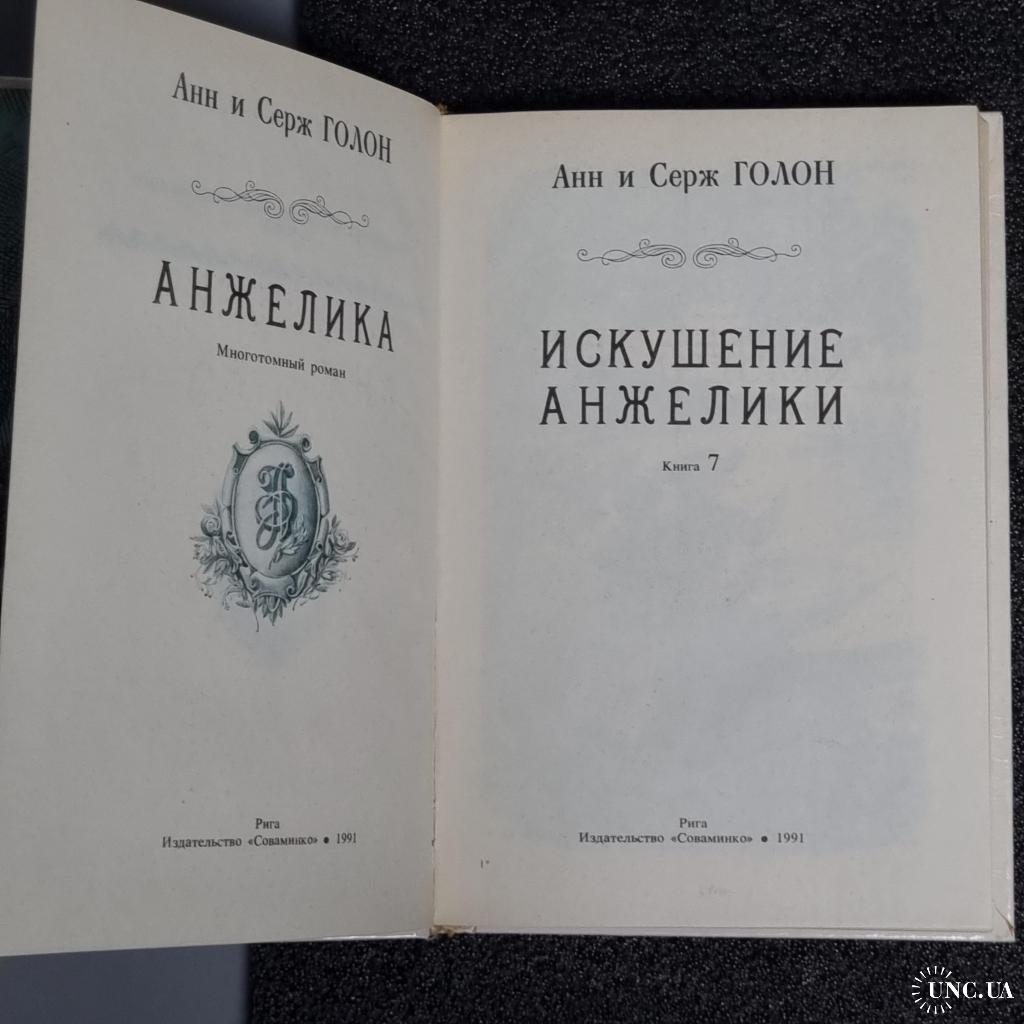 Анн и Серж ГОЛОН
АНЖЕЛИКА
Многотомный роман
Рига
Издательство «Соваминко» • 1991
Анн и Серж ГОЛОН
ИСКУШЕНИЕ
АНЖЕЛИКИ
Книга 7
Рига
Издательство «Соваминко» • 1991
1*
UNC.UA